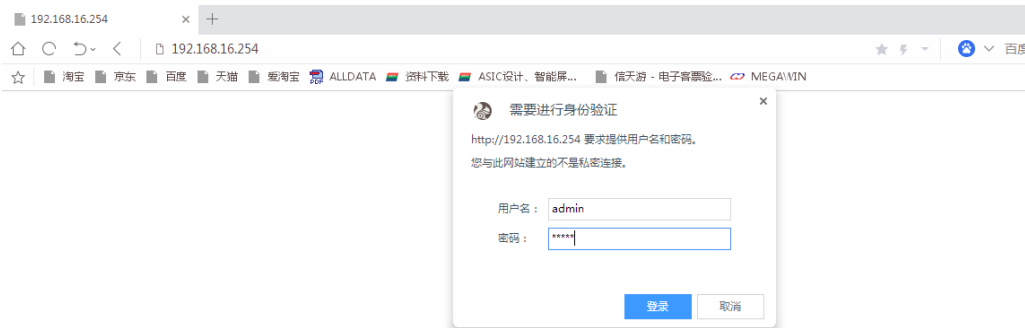 192.168.16.254
192.168.16.254 百度
淘宝 京东 百度 天猫 爱淘宝 ALLDATA 资料下载 ASIC设计、智能屏... 信天游 - 电子客票验... MEGAWIN
需要进行身份验证
http://192.168.16.254 要求提供用户名和密码。
您与此网站建立的不是私密连接。
用户名： admin
密码： *****
登录 取消